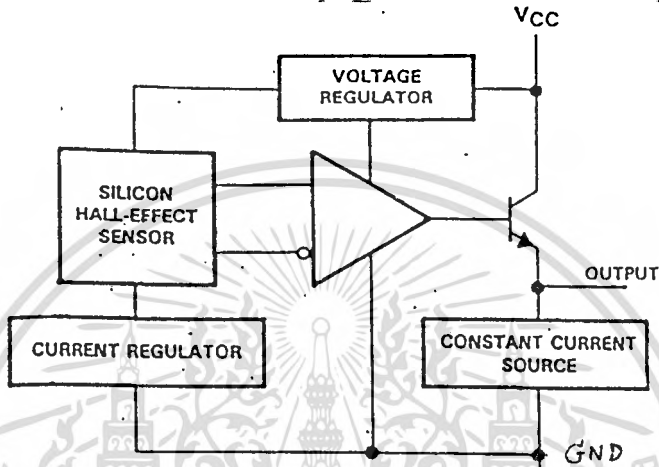 VCC
VOLTAGE
REGULATOR
SILICON
HALL-EFFECT
SENSOR
OUTPUT
CURRENT REGULATOR
CONSTANT CURRENT
SOURCE
GND